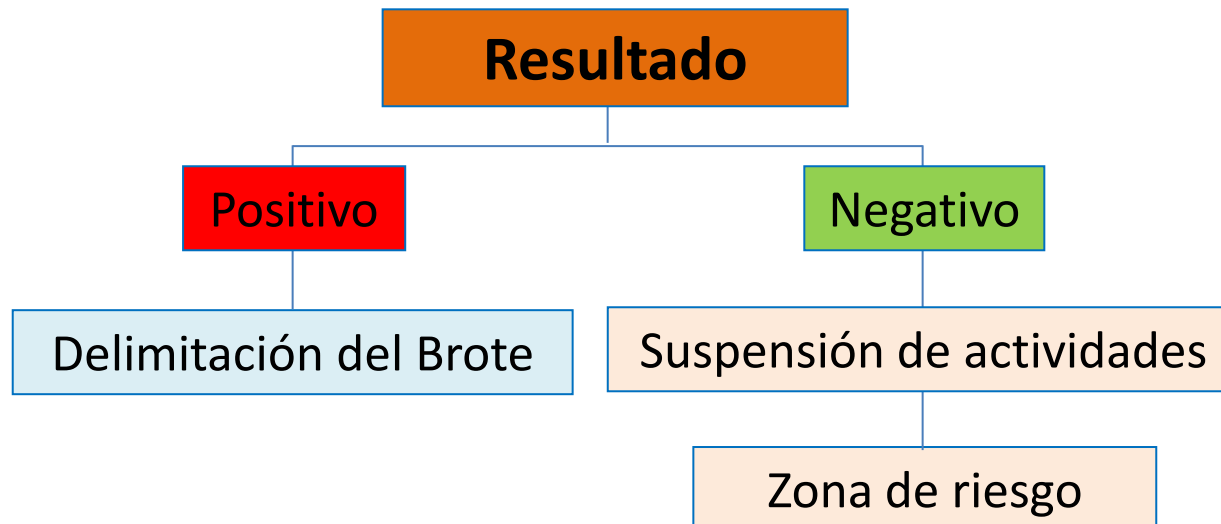 Resultado
Positivo
Negativo
Delimitación del Brote
Suspensión de actividades
Zona de riesgo